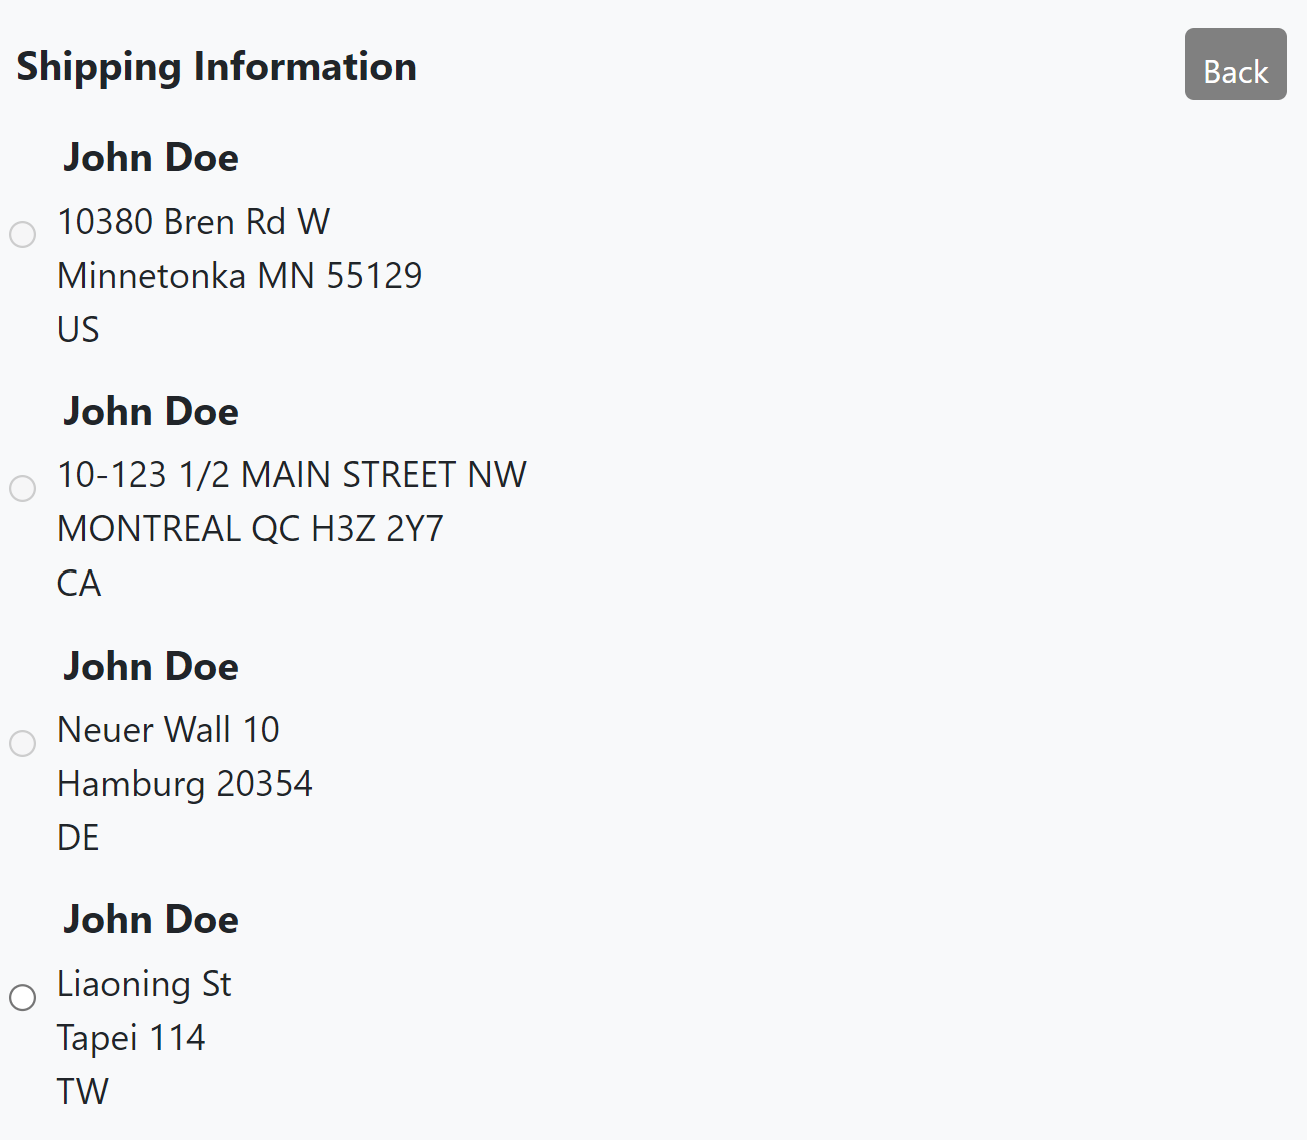 Shipping Information
Back
John Doe
10380 Bren Rd W
Minnetonka MN 55129
US
John Doe
10-123 1/2 MAIN STREET NW
MONTREAL QC H3Z 2Y7
CA
John Doe
Neuer Wall 10
Hamburg 20354
DE
John Doe
Liaoning St
Tapei 114
TW